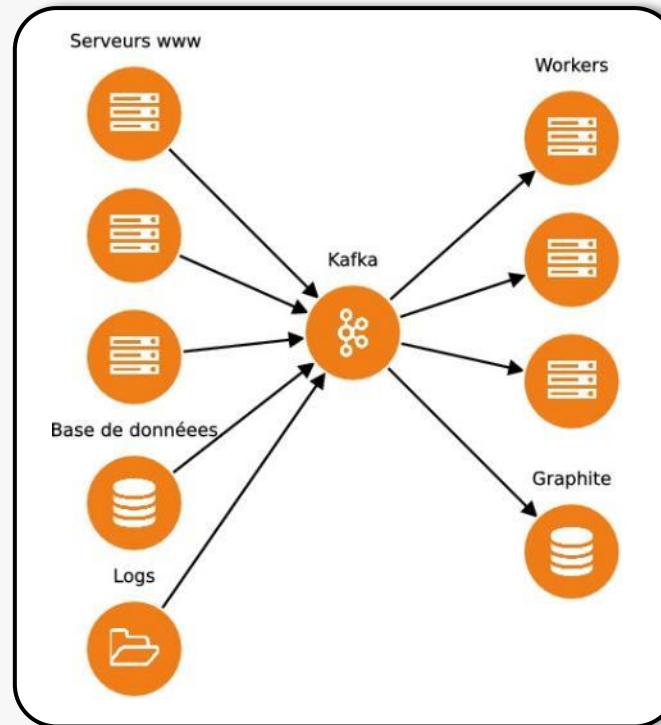 Serveurs www
Workers
Kafka
Base de donnéees
Graphite
Logs